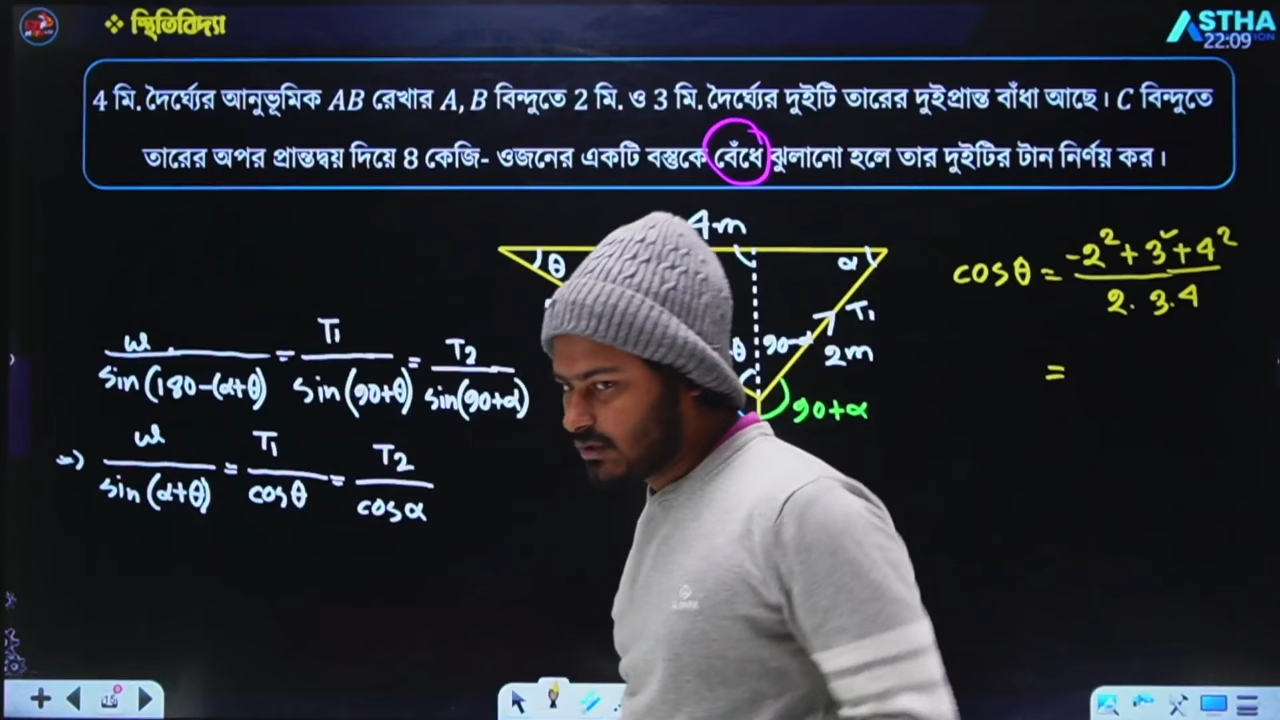 ❖ স্থিতিবিদ্যা
ASTHA
22:09
4 মি. দৈর্ঘ্যের আনুভূমিক AB রেখার A, B বিন্দুতে 2 মি. ও 3 মি. দৈর্ঘ্যের দুইটি তারের দুইপ্রান্ত বাঁধা আছে। C বিন্দুতে
তারের অপর প্রান্তদ্বয় দিয়ে 8 কেজি- ওজনের একটি বস্তুকে বেঁধে ঝুলানো হলে তার দুইটির টান নির্ণয় কর।
4m
θ
α
T₁
θ 90-α
2m
90+α
cosθ = (-2² + 3² + 4²) / (2. 3.4)
=
w / sin(180-(α+θ)) = T₁ / sin(90+θ) = T₂ / sin(90+α)
=> w / sin(α+θ) = T₁ / cosθ = T₂ / cosα